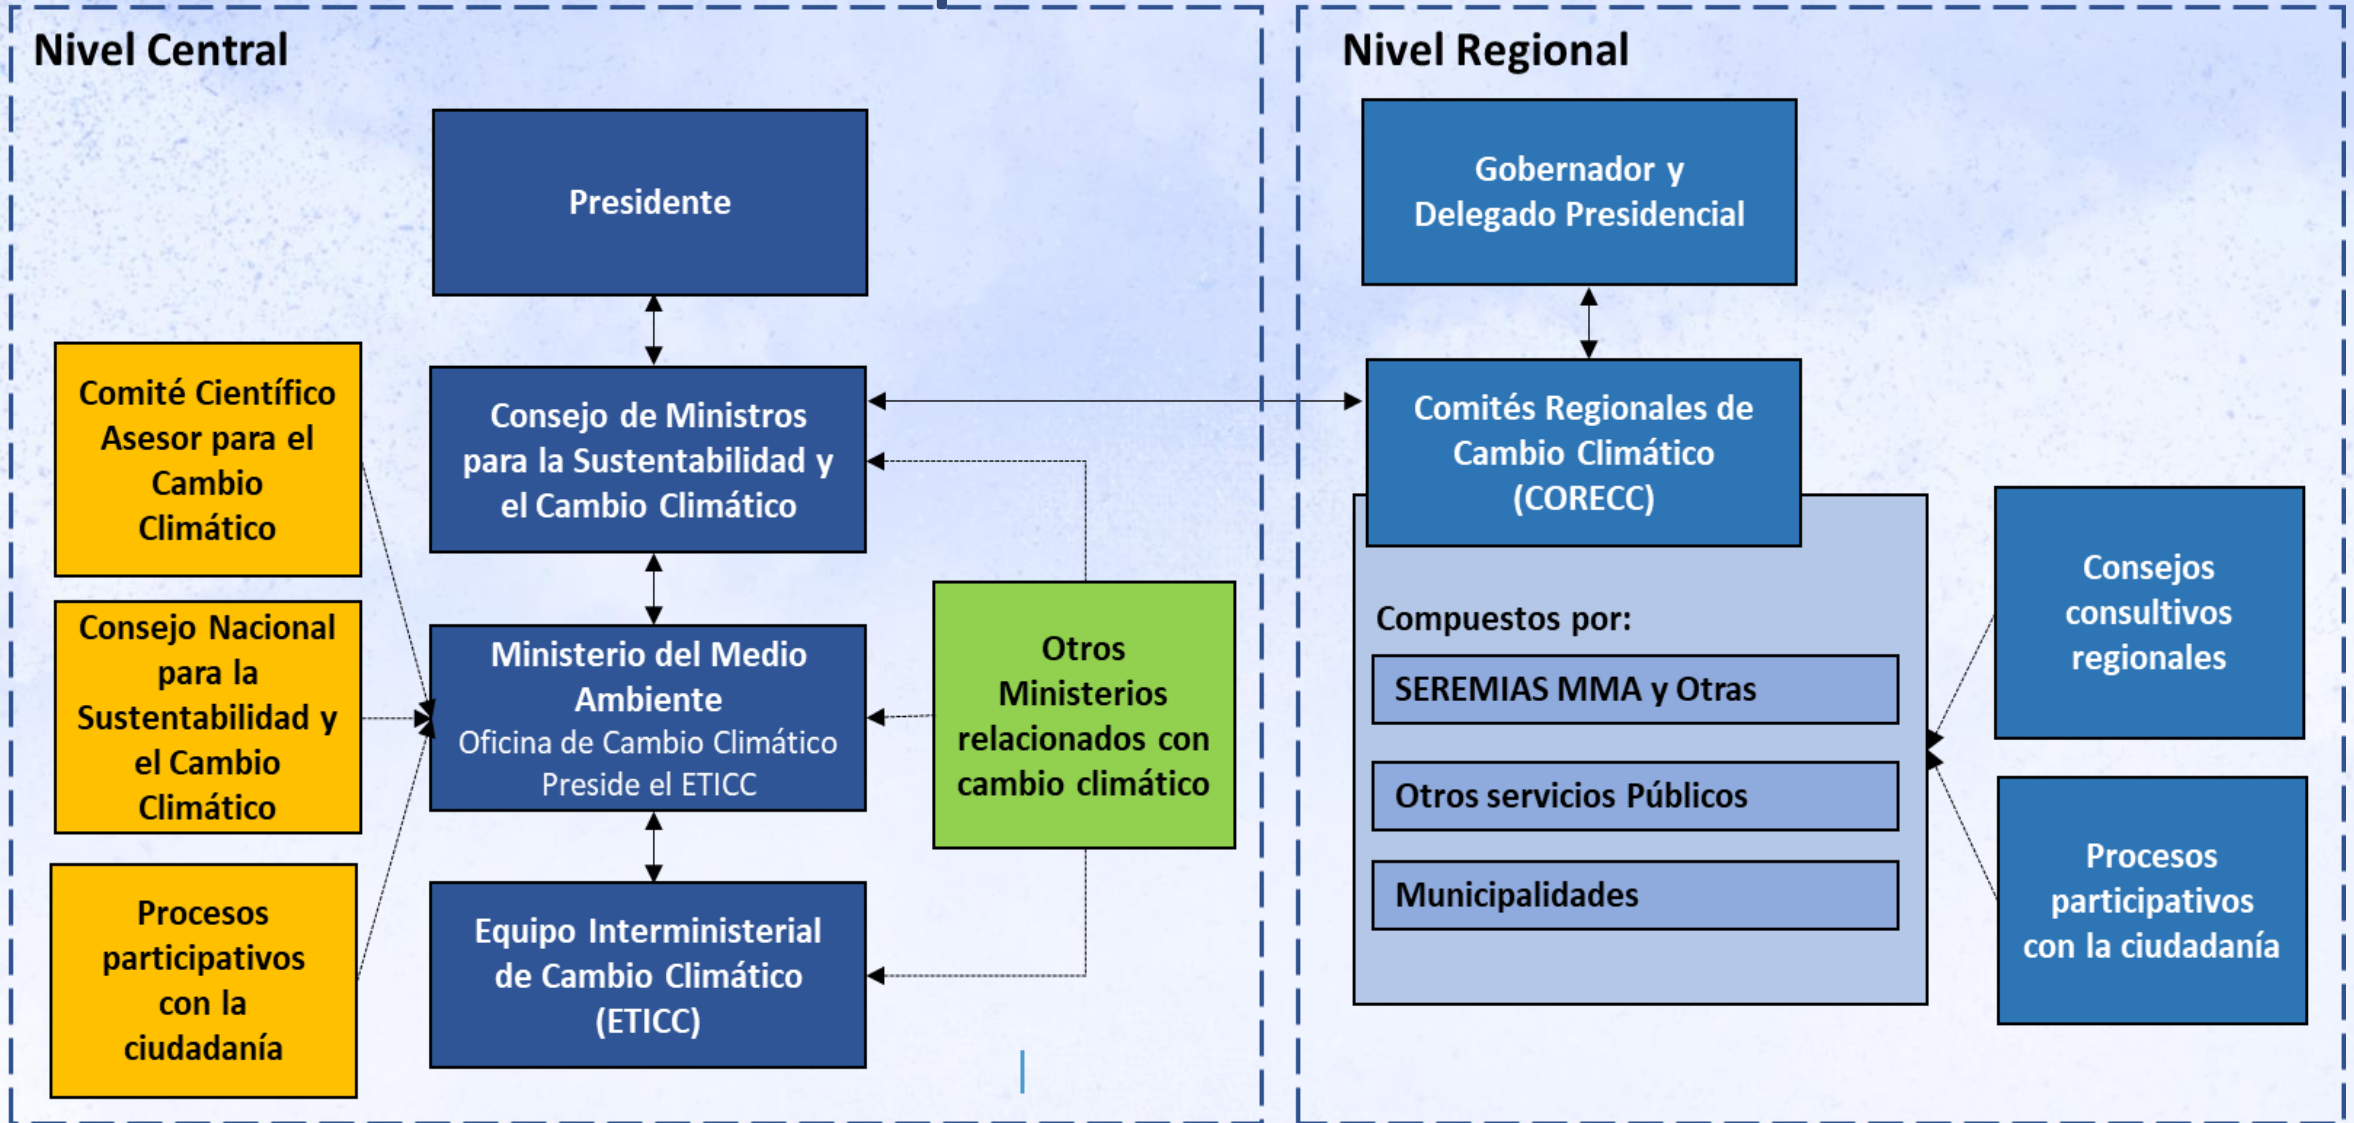 Nivel Central
Presidente
Comité Científico
Asesor para el
Cambio
Climático
Consejo de Ministros
para la Sustentabilidad y
el Cambio Climático
Consejo Nacional
para la
Sustentabilidad y
el Cambio
Climático
Ministerio del Medio
Ambiente
Oficina de Cambio Climático
Preside el ETICC
Otros
Ministerios
relacionados con
cambio climático
Procesos
participativos
con la
ciudadanía
Equipo Interministerial
de Cambio Climático
(ETICC)
Nivel Regional
Gobernador y
Delegado Presidencial
Comités Regionales de
Cambio Climático
(CORECC)
Compuestos por:
SEREMIAS MMA y Otras
Otros servicios Públicos
Municipalidades
Consejos
consultivos
regionales
Procesos
participativos
con la ciudadanía